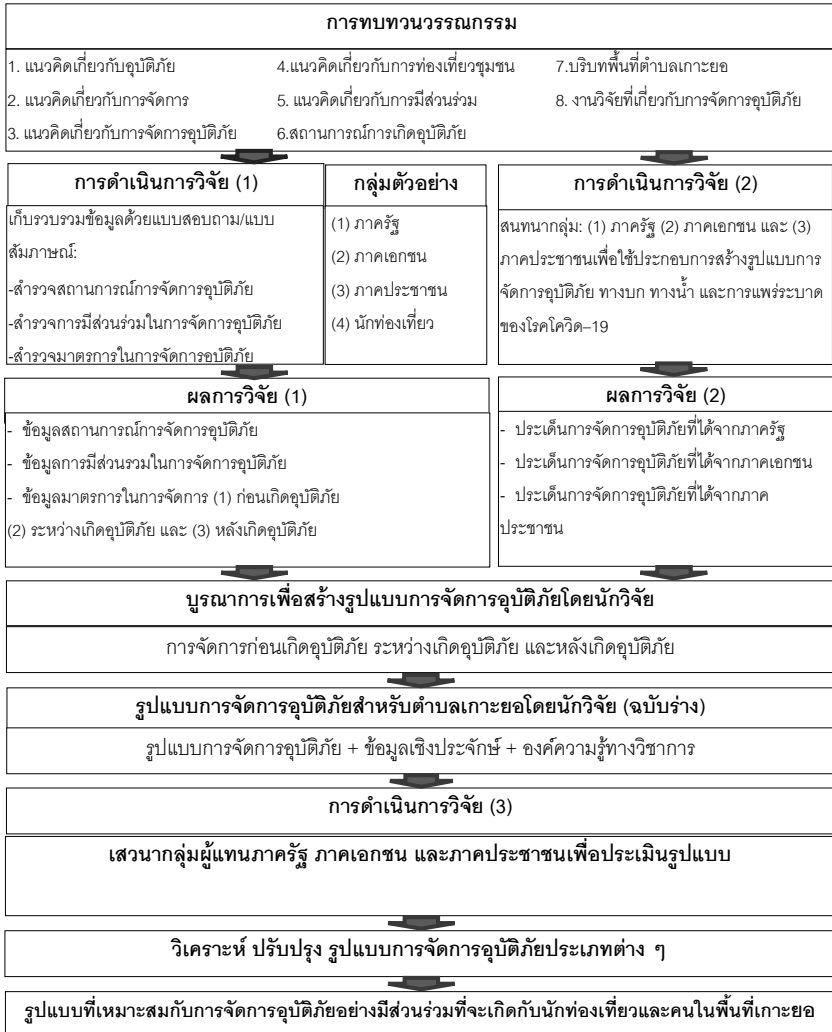 การทบทวนวรรณกรรม
1. แนวคิดเกี่ยวกับอุบัติภัย
2. แนวคิดเกี่ยวกับการจัดการ
3. แนวคิดเกี่ยวกับการจัดการอุบัติภัย
4.แนวคิดเกี่ยวกับการท่องเที่ยวชุมชน
5. แนวคิดเกี่ยวกับการมีส่วนร่วม
6.สถานการณ์การเกิดอุบัติภัย
7.บริบทพื้นที่ตำบลเกาะยอ
8. งานวิจัยที่เกี่ยวกับการจัดการอุบัติภัย
การดำเนินการวิจัย (1)
เก็บรวบรวมข้อมูลด้วยแบบสอบถาม/แบบ
สัมภาษณ์:
-สำรวจสถานการณ์การจัดการอุบัติภัย
-สำรวจการมีส่วนร่วมในการจัดการอุบัติภัย
-สำรวจมาตรการในการจัดการอุบัติภัย
กลุ่มตัวอย่าง
(1) ภาครัฐ
(2) ภาคเอกชน
(3) ภาคประชาชน
(4) นักท่องเที่ยว
การดำเนินการวิจัย (2)
สนทนากลุ่ม: (1) ภาครัฐ (2) ภาคเอกชน และ (3)
ภาคประชาชนเพื่อใช้ประกอบการสร้างรูปแบบการ
จัดการอุบัติภัย ทางบก ทางน้ำ และการแพร่ระบาด
ของโรคโควิด–19
ผลการวิจัย (1)
- ข้อมูลสถานการณ์การจัดการอุบัติภัย
- ข้อมูลการมีส่วนรวมในการจัดการอุบัติภัย
- ข้อมูลมาตรการในการจัดการ (1) ก่อนเกิดอุบัติภัย
(2) ระหว่างเกิดอุบัติภัย และ (3) หลังเกิดอุบัติภัย
ผลการวิจัย (2)
- ประเด็นการจัดการอุบัติภัยที่ได้จากภาครัฐ
- ประเด็นการจัดการอุบัติภัยที่ได้จากภาคเอกชน
- ประเด็นการจัดการอุบัติภัยที่ได้จากภาค
ประชาชน
บูรณาการเพื่อสร้างรูปแบบการจัดการอุบัติภัยโดยนักวิจัย
การจัดการก่อนเกิดอุบัติภัย ระหว่างเกิดอุบัติภัย และหลังเกิดอุบัติภัย
รูปแบบการจัดการอุบัติภัยสำหรับตำบลเกาะยอโดยนักวิจัย (ฉบับร่าง)
รูปแบบการจัดการอุบัติภัย + ข้อมูลเชิงประจักษ์ + องค์ความรู้ทางวิชาการ
การดำเนินการวิจัย (3)
เสวนากลุ่มผู้แทนภาครัฐ ภาคเอกชน และภาคประชาชนเพื่อประเมินรูปแบบ
วิเคราะห์ ปรับปรุง รูปแบบการจัดการอุบัติภัยประเภทต่าง ๆ
รูปแบบที่เหมาะสมกับการจัดการอุบัติภัยอย่างมีส่วนร่วมที่จะเกิดกับนักท่องเที่ยวและคนในพื้นที่เกาะยอ